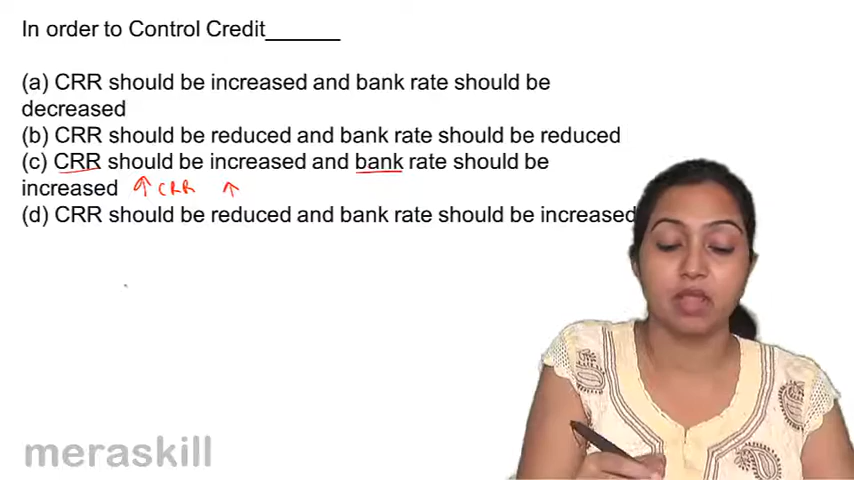 In order to Control Credit______
(a) CRR should be increased and bank rate should be
decreased
(b) CRR should be reduced and bank rate should be reduced
(c) CRR should be increased and bank rate should be
increased ↑ CRR ↑
(d) CRR should be reduced and bank rate should be increased
meraskill